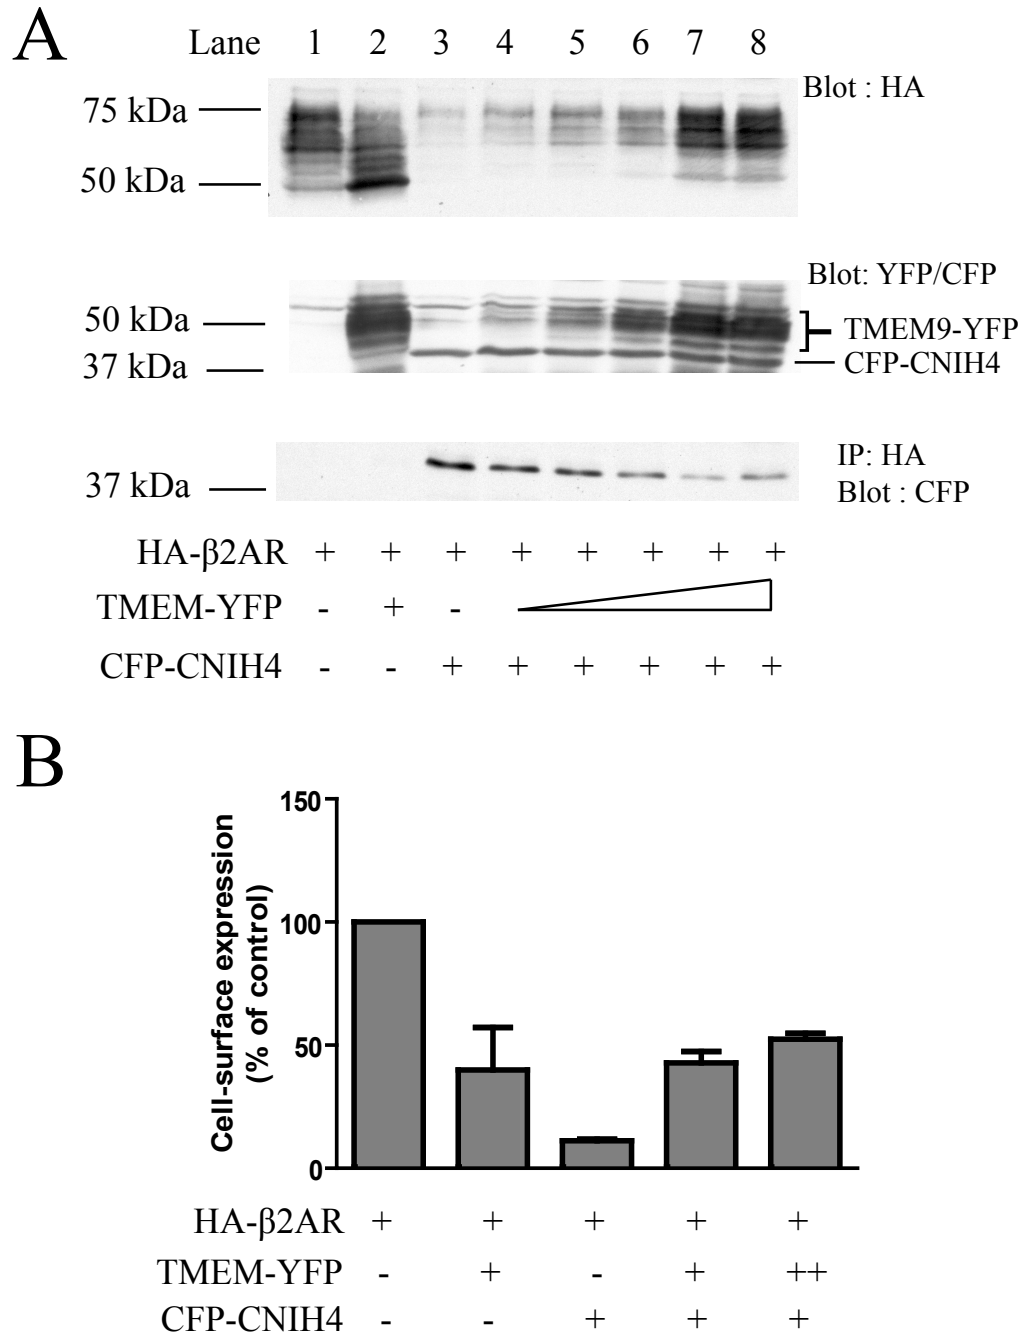 A
Lane 1 2 3 4 5 6 7 8
Blot : HA
75 kDa
50 kDa
Blot: YFP/CFP
50 kDa
TMEM9-YFP
37 kDa
CFP-CNIH4
IP: HA
37 kDa
Blot : CFP
HA-β2AR + + + + + + + +
TMEM-YFP - + -
CFP-CNIH4 - - + + + + + +
B
150
100
50
0
Cell-surface expression
(% of control)
HA-β2AR + + + + +
TMEM-YFP - + - + ++
CFP-CNIH4 - - + + +